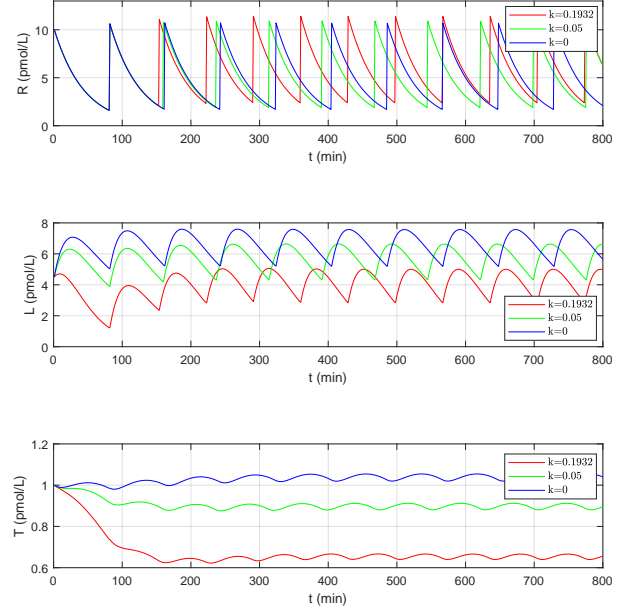 R (pmol/L)
10
5
0
k=0.1932
k=0.05
k=0
0 100 200 300 400 500 600 700 800
t (min)
L (pmol/L)
8
6
4
2
0
k=0.1932
k=0.05
k=0
0 100 200 300 400 500 600 700 800
t (min)
T (pmol/L)
1.2
1
0.8
0.6
k=0.1932
k=0.05
k=0
0 100 200 300 400 500 600 700 800
t (min)